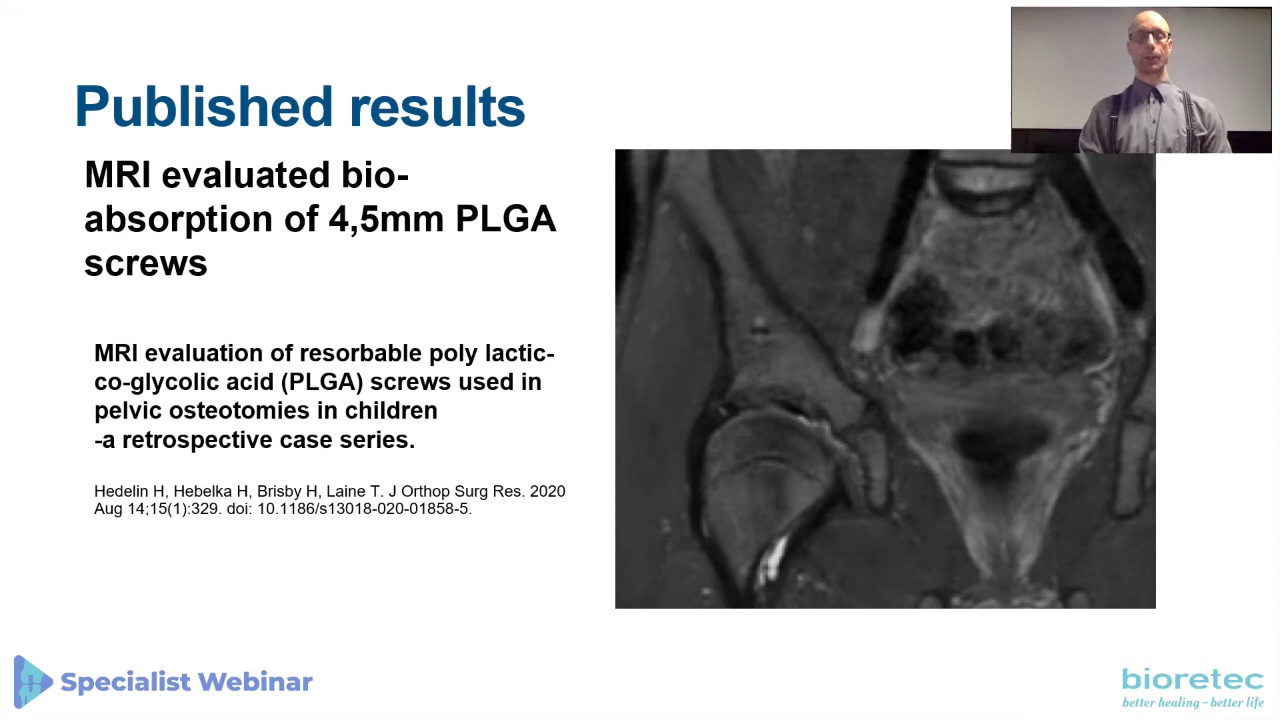 Published results
MRI evaluated bio-
absorption of 4,5mm PLGA
screws
MRI evaluation of resorbable poly lactic-
co-glycolic acid (PLGA) screws used in
pelvic osteotomies in children
-a retrospective case series.
Hedelin H, Hebelka H, Brisby H, Laine T. J Orthop Surg Res. 2020
Aug 14;15(1):329. doi: 10.1186/s13018-020-01858-5.
Specialist Webinar
bioretec
better healing – better life